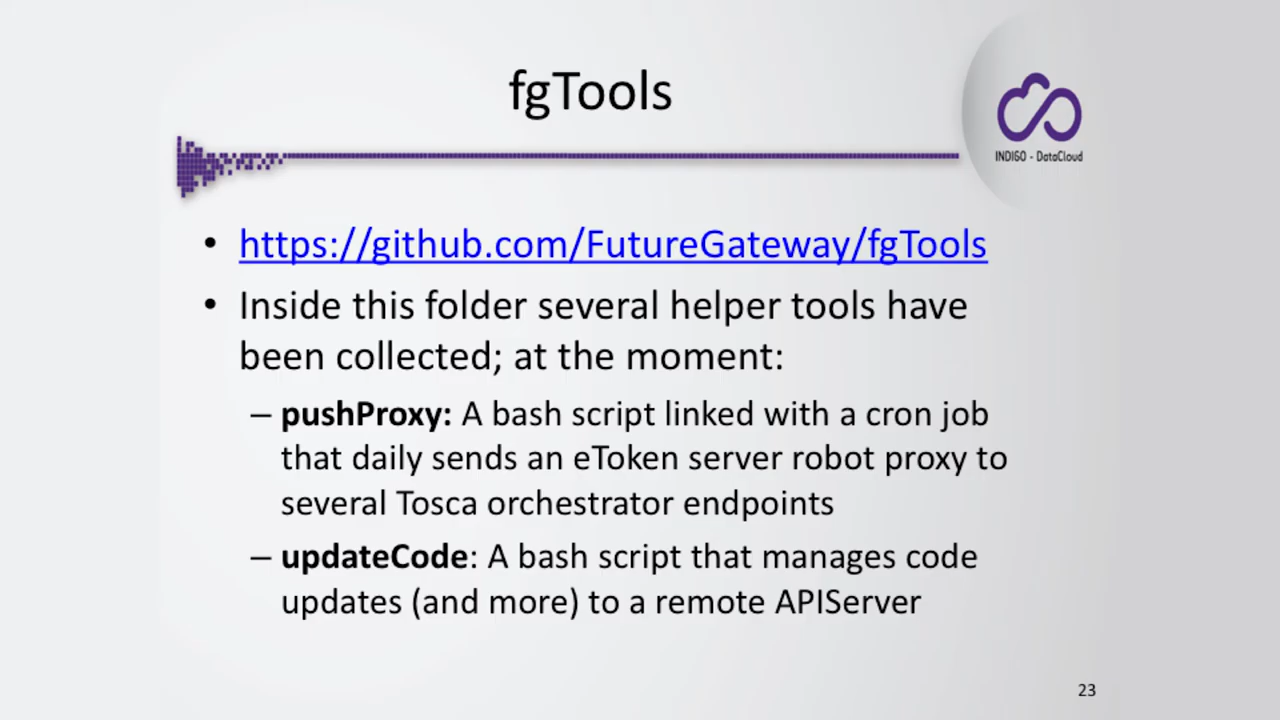 fgTools
INDIGO - DataCloud
• https://github.com/FutureGateway/fgTools
• Inside this folder several helper tools have
been collected; at the moment:
– pushProxy: A bash script linked with a cron job
that daily sends an eToken server robot proxy to
several Tosca orchestrator endpoints
– updateCode: A bash script that manages code
updates (and more) to a remote APIServer
23